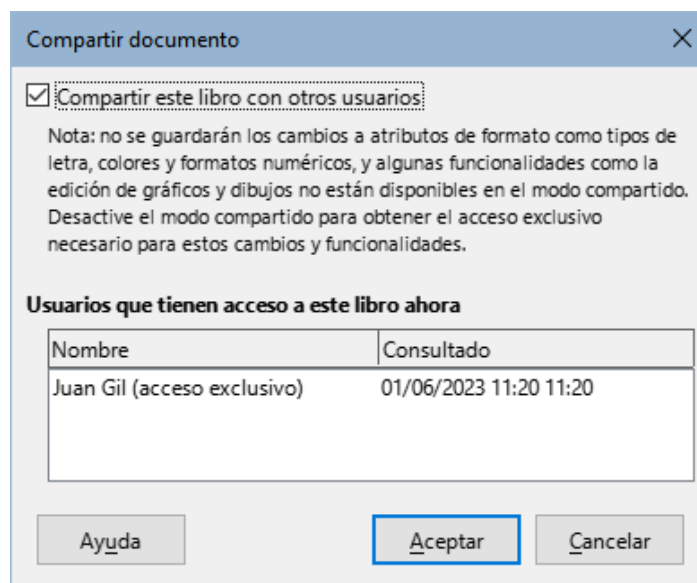 Compartir documento
Compartir este libro con otros usuarios
Nota: no se guardarán los cambios a atributos de formato como tipos de
letra, colores y formatos numéricos, y algunas funcionalidades como la
edición de gráficos y dibujos no están disponibles en el modo compartido.
Desactive el modo compartido para obtener el acceso exclusivo
necesario para estos cambios y funcionalidades.
Usuarios que tienen acceso a este libro ahora
Nombre Consultado
Juan Gil (acceso exclusivo) 01/06/2023 11:20 11:20
Ayuda Aceptar Cancelar